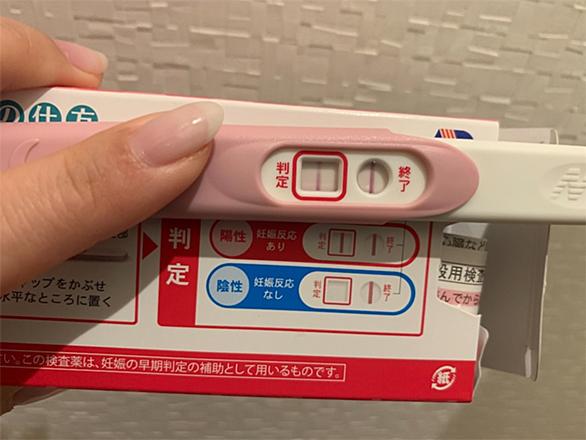 の仕方
判定
終了
判定
陽性
妊娠反応
あり
判定
終了
陰性
妊娠反応
なし
判定
終了
ップをかぶせ
水平なところに置く
この検査薬は、妊娠の早期判定の補助として用いるものです。
紙